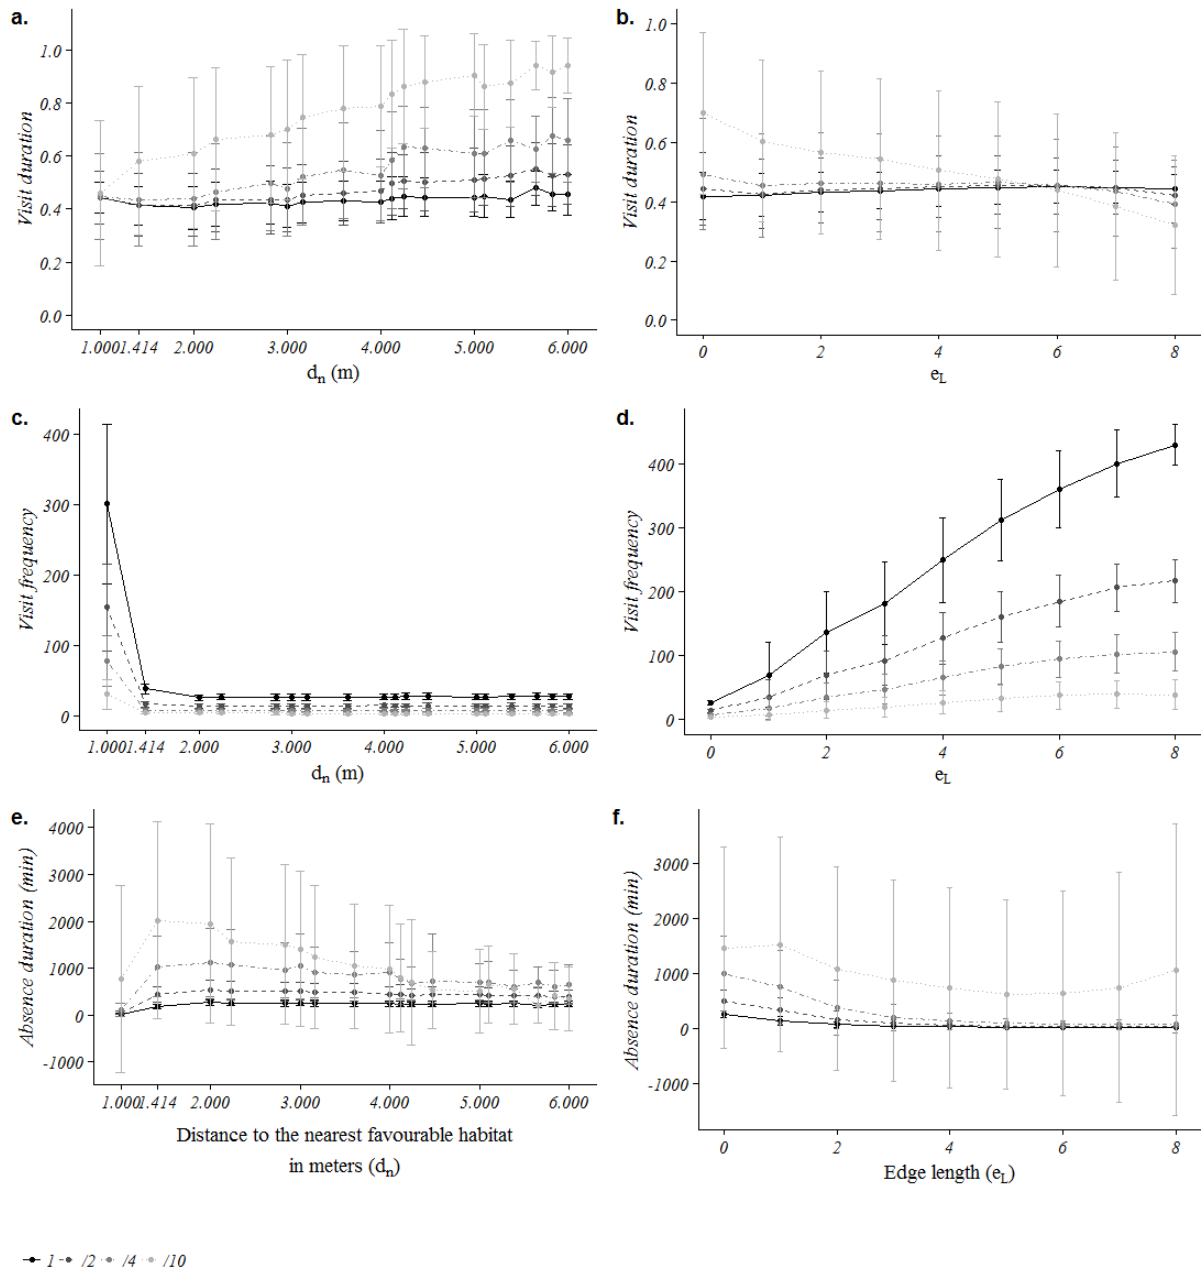 a.
Visit duration
1.0
0.8
0.6
0.4
0.2
0.0
1.000 1.414 2.000 3.000 4.000 5.000 6.000
dn (m)
b.
Visit duration
1.0
0.8
0.6
0.4
0.2
0.0
0 2 4 6 8
eL
c.
Visit frequency
400
300
200
100
0
1.000 1.414 2.000 3.000 4.000 5.000 6.000
dn (m)
d.
Visit frequency
400
300
200
100
0
0 2 4 6 8
eL
e.
Absence duration (min)
4000
3000
2000
1000
0
-1000
1.000 1.414 2.000 3.000 4.000 5.000 6.000
Distance to the nearest favourable habitat
in meters (dn)
f.
Absence duration (min)
3000
2000
1000
0
-1000
0 2 4 6 8
Edge length (eL)
1 /2 /4 /10